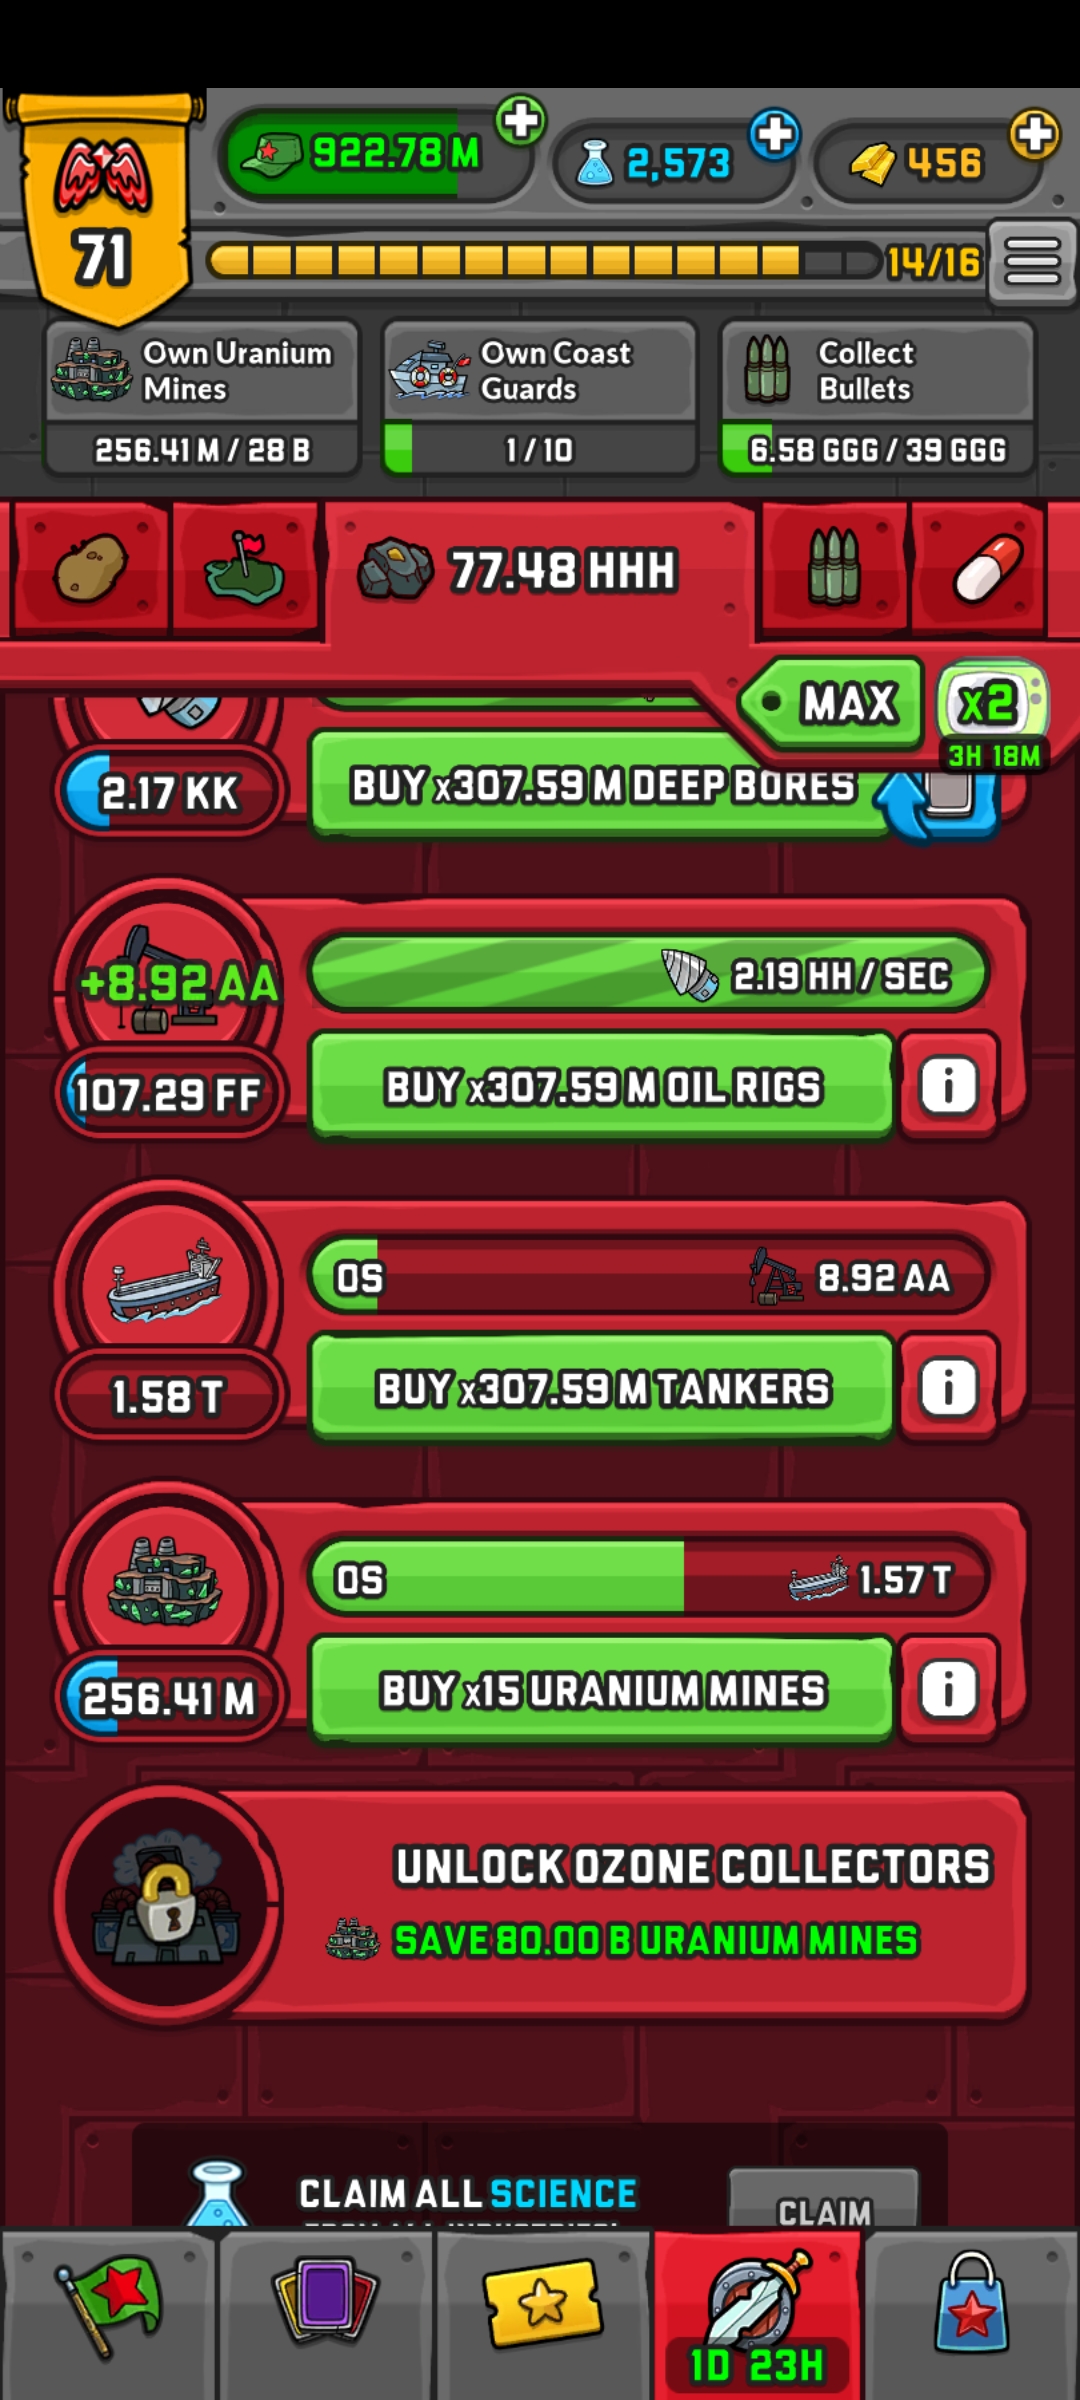 922.78 M
2,573
456
71
14/16
Own Uranium
Mines
256.41 M / 28 B
Own Coast
Guards
1 / 10
Collect
Bullets
6.58 GGG / 39 GGG
77.48 HHH
MAX
x2
3H 18M
2.17 KK
BUY x307.59 M DEEP BORES
+8.92 AA
2.19 HH / SEC
107.29 FF
BUY x307.59 M OIL RIGS
i
0S
8.92 AA
1.58 T
BUY x307.59 M TANKERS
i
0S
1.57 T
256.41 M
BUY x15 URANIUM MINES
i
UNLOCK OZONE COLLECTORS
SAVE 80.00 B URANIUM MINES
CLAIM ALL SCIENCE
CLAIM
1D 23H